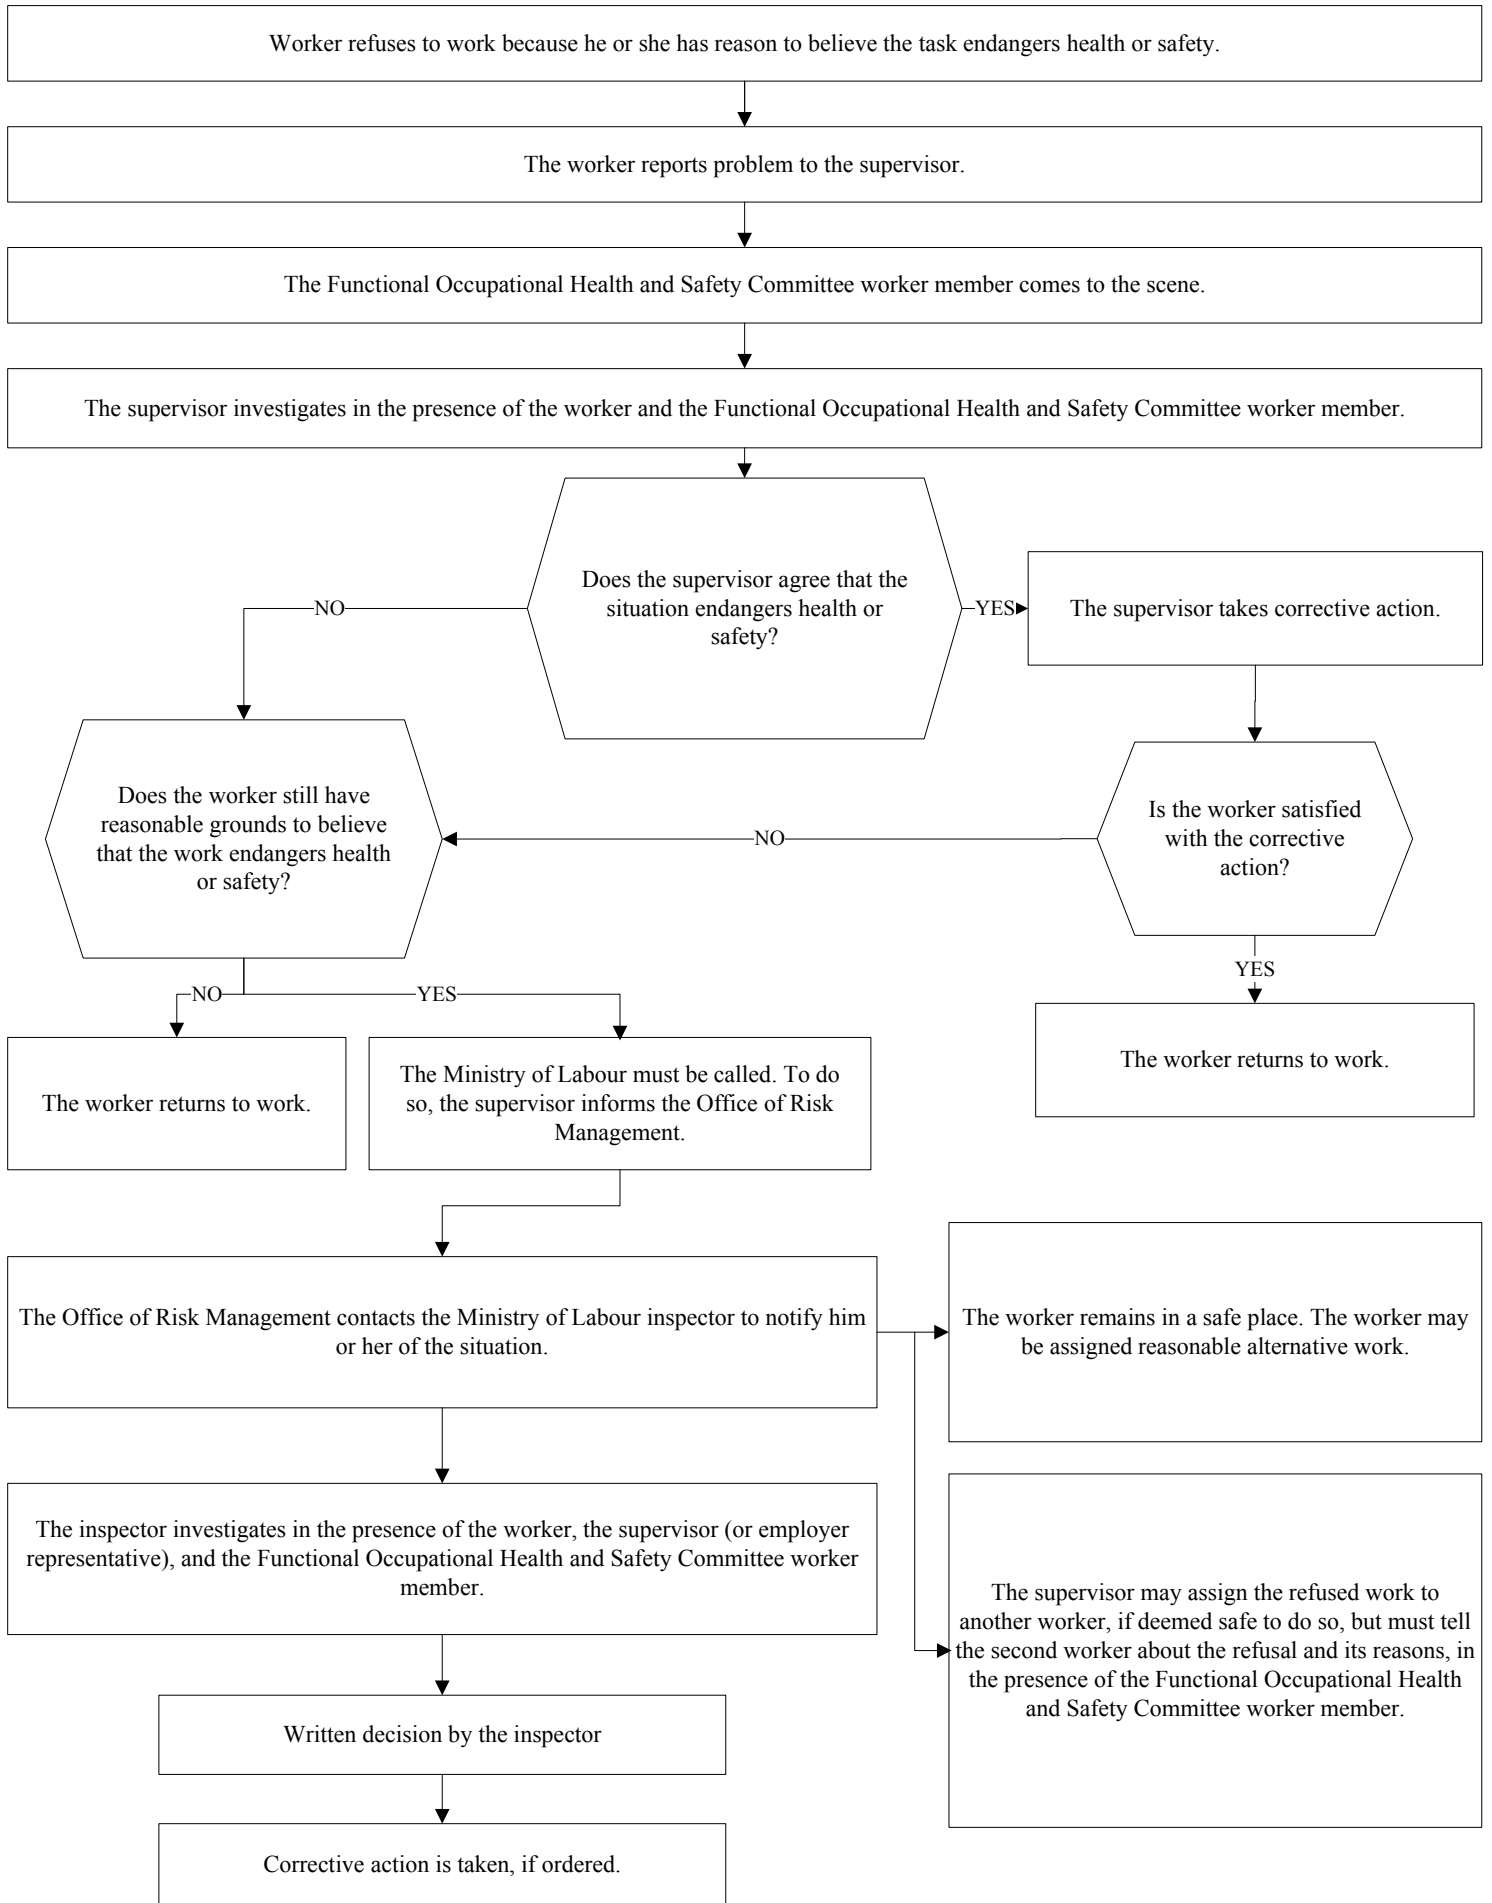 Worker refuses to work because he or she has reason to believe the task endangers health or safety.
The worker reports problem to the supervisor.
The Functional Occupational Health and Safety Committee worker member comes to the scene.
The supervisor investigates in the presence of the worker and the Functional Occupational Health and Safety Committee worker member.
Does the supervisor agree that the
situation endangers health or
safety?
NO
YES
The supervisor takes corrective action.
Does the worker still have
reasonable grounds to believe
that the work endangers health
or safety?
NO
Is the worker satisfied
with the corrective
action?
NO
YES
YES
The worker returns to work.
The Ministry of Labour must be called. To do
so, the supervisor informs the Office of Risk
Management.
The worker returns to work.
The Office of Risk Management contacts the Ministry of Labour inspector to notify him
or her of the situation.
The worker remains in a safe place. The worker may
be assigned reasonable alternative work.
The inspector investigates in the presence of the worker, the supervisor (or employer
representative), and the Functional Occupational Health and Safety Committee worker
member.
The supervisor may assign the refused work to
another worker, if deemed safe to do so, but must tell
the second worker about the refusal and its reasons, in
the presence of the Functional Occupational Health
and Safety Committee worker member.
Written decision by the inspector
Corrective action is taken, if ordered.